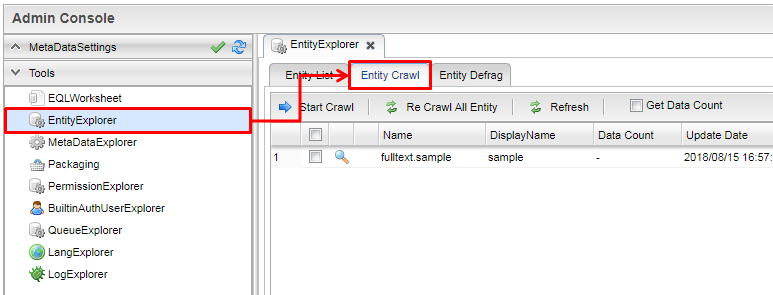 Admin Console
MetaDataSettings
Tools
EQLWorksheet
EntityExplorer
MetaDataExplorer
Packaging
PermissionExplorer
BuiltinAuthUserExplorer
QueueExplorer
LangExplorer
LogExplorer
EntityExplorer
Entity List Entity Crawl Entity Defrag
Start Crawl Re Crawl All Entity Refresh Get Data Count
Name DisplayName Data Count Update Date
1 fulltext.sample sample - 2018/08/15 16:57: